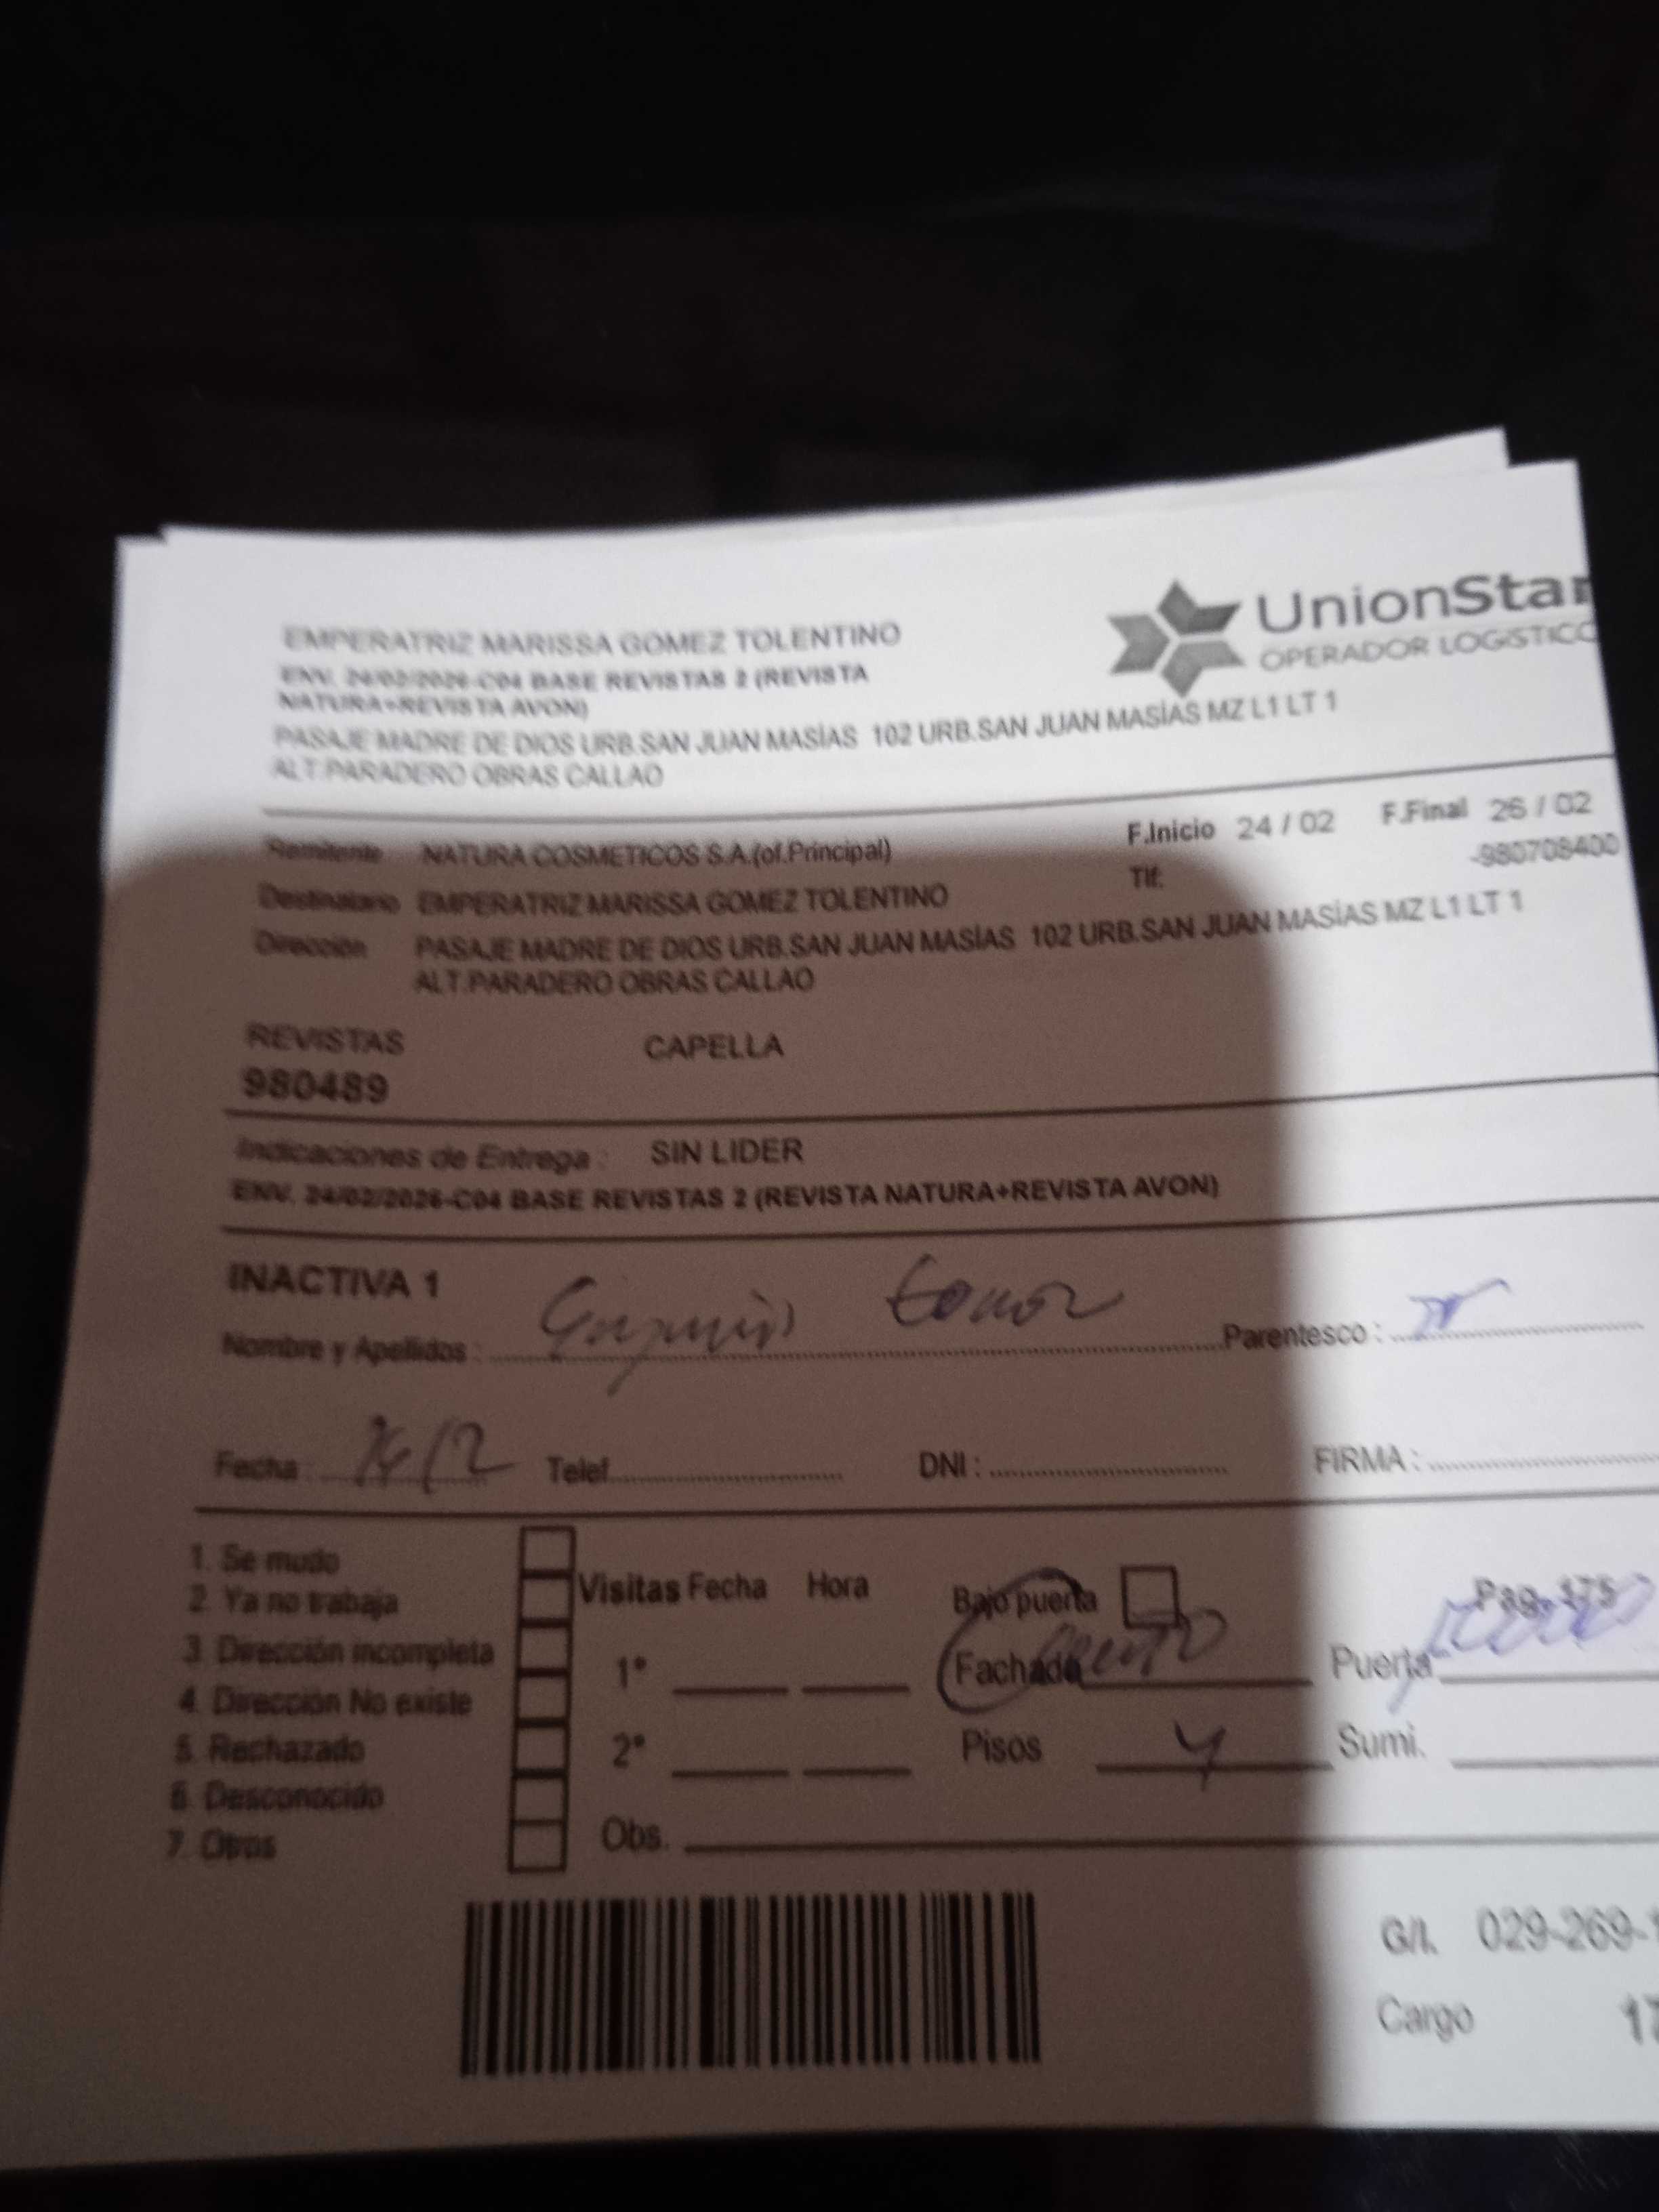 UnionStar
OPERADOR LOGISTICO
EMPERATRIZ MARISSA GOMEZ TOLENTINO
ENV. 24/02/2026-C04 BASE REVISTAS 2 (REVISTA
NATURA+REVISTA AVON)
PASAJE MADRE DE DIOS URB.SAN JUAN MASÍAS 102 URB.SAN JUAN MASÍAS MZ L1 LT 1
ALT.PARADERO OBRAS CALLAO
F.Inicio 24 / 02 F.Final 26 / 02
Remitente NATURA COSMETICOS S.A.(of.Principal)
Tlf: -980708400
Destinatario EMPERATRIZ MARISSA GOMEZ TOLENTINO
Dirección PASAJE MADRE DE DIOS URB.SAN JUAN MASÍAS 102 URB.SAN JUAN MASÍAS MZ L1 LT 1
ALT.PARADERO OBRAS CALLAO
REVISTAS CAPELLA
980489
Indicaciones de Entrega : SIN LIDER
ENV. 24/02/2026-C04 BASE REVISTAS 2 (REVISTA NATURA+REVISTA AVON)
INACTIVA 1
Nombre y Apellidos : Parentesco :
Fecha Telef. DNI : FIRMA :
1. Se mudo
2. Ya no trabaja
3. Dirección incompleta
4. Dirección No existe
5. Rechazado
6. Desconocido
7. Otros
Visitas Fecha Hora
1°
2°
Obs.
Bajo puerta
Fachada
Pisos 4
Pag. 175
Puerta
Sumi.
G/I. 029-269-
Cargo